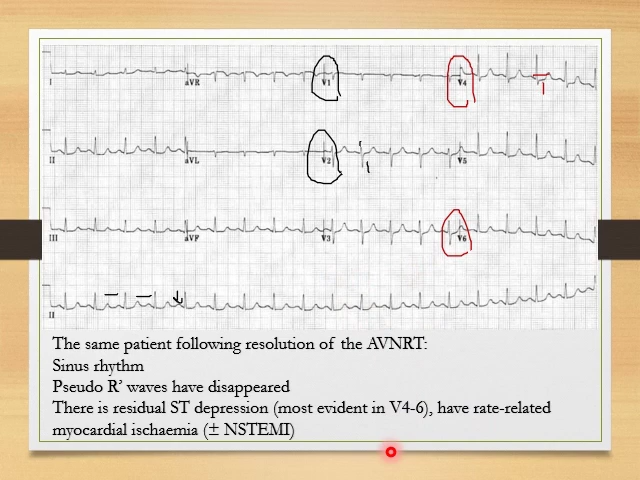 I aVR V1 V4
II aVL V2 V5
III aVF V3 V6
II
The same patient following resolution of the AVNRT:
Sinus rhythm
Pseudo R’ waves have disappeared
There is residual ST depression (most evident in V4-6), have rate-related
myocardial ischaemia (± NSTEMI)